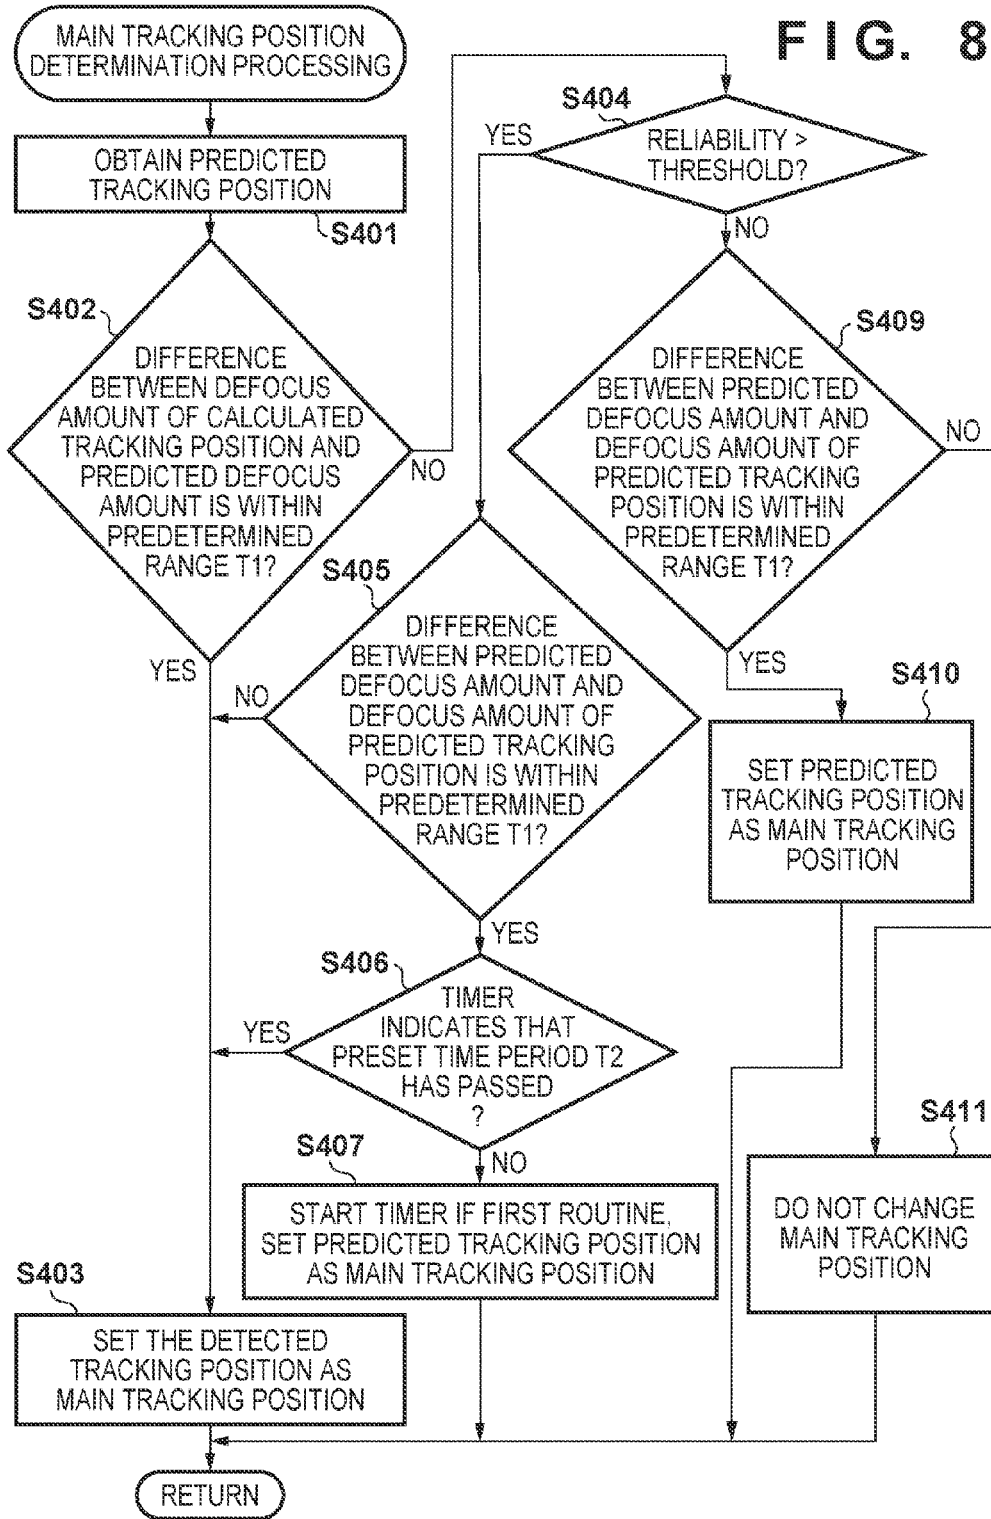 FIG. 8
MAIN TRACKING POSITION
DETERMINATION PROCESSING
OBTAIN PREDICTED
TRACKING POSITION
S401
S402
DIFFERENCE
BETWEEN DEFOCUS
AMOUNT OF CALCULATED
TRACKING POSITION AND
PREDICTED DEFOCUS
AMOUNT IS WITHIN
PREDETERMINED
RANGE T1?
NO
YES
S404
RELIABILITY >
THRESHOLD?
YES
NO
S409
DIFFERENCE
BETWEEN PREDICTED
DEFOCUS AMOUNT AND
DEFOCUS AMOUNT OF
PREDICTED TRACKING
POSITION IS WITHIN
PREDETERMINED
RANGE T1?
NO
YES
S405
DIFFERENCE
BETWEEN PREDICTED
DEFOCUS AMOUNT AND
DEFOCUS AMOUNT OF
PREDICTED TRACKING
POSITION IS WITHIN
PREDETERMINED
RANGE T1?
NO
YES
S410
SET PREDICTED
TRACKING POSITION
AS MAIN TRACKING
POSITION
S406
TIMER
INDICATES THAT
PRESET TIME PERIOD T2
HAS PASSED
?
YES
NO
S407
START TIMER IF FIRST ROUTINE,
SET PREDICTED TRACKING POSITION
AS MAIN TRACKING POSITION
S411
DO NOT CHANGE
MAIN TRACKING
POSITION
S403
SET THE DETECTED
TRACKING POSITION AS
MAIN TRACKING POSITION
RETURN